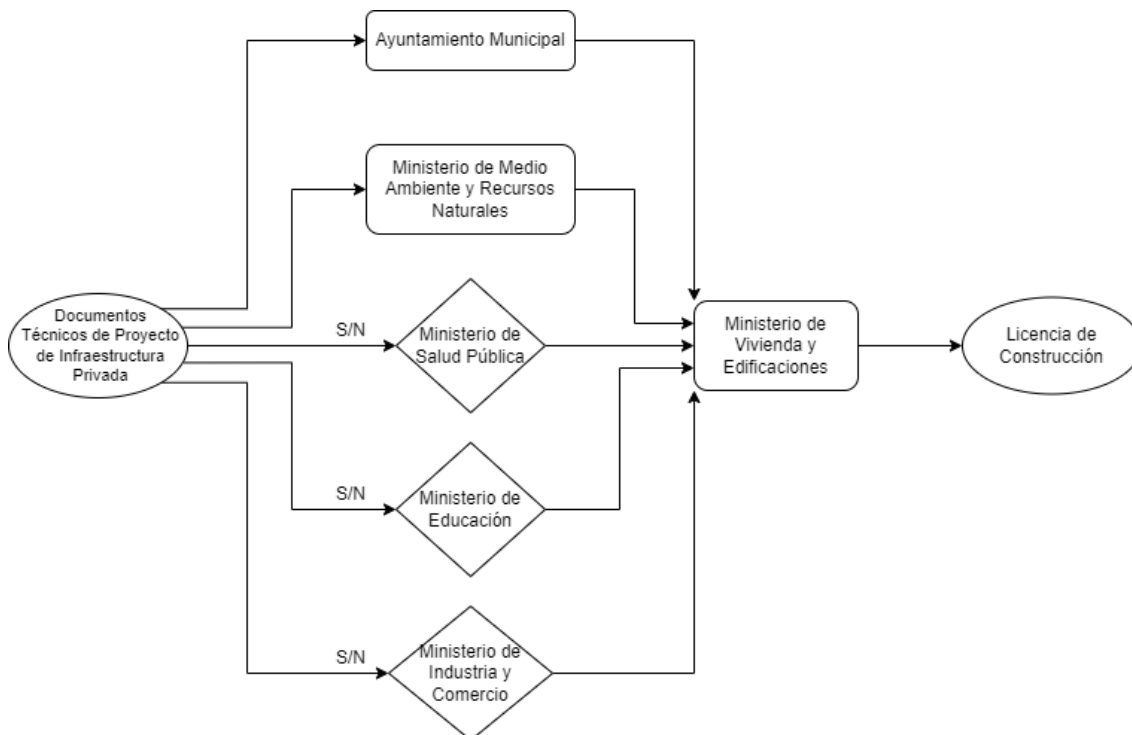 Ayuntamiento Municipal
Ministerio de Medio
Ambiente y Recursos
Naturales
Documentos
Técnicos de Proyecto
de Infraestructura
Privada
S/N
Ministerio de
Salud Pública
Ministerio de
Vivienda y
Edificaciones
Licencia de
Construcción
S/N
Ministerio de
Educación
S/N
Ministerio de
Industria y
Comercio